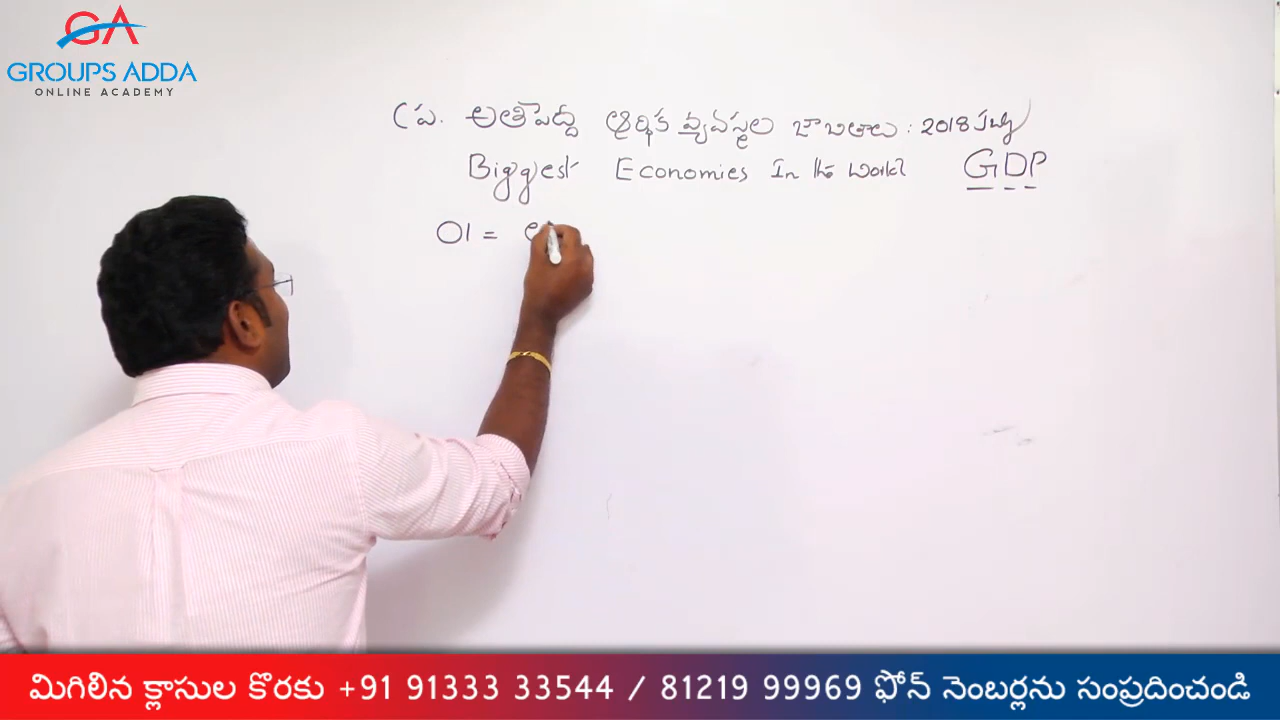 GA
GROUPS ADDA
ONLINE ACADEMY
ప్ర. అతిపెద్ద ఆర్థిక వ్యవస్థల జాబితాలు : 2018 July
Biggest Economies In the World GDP
01 = అ
మిగిలిన క్లాసుల కొరకు +91 91333 33544 / 81219 99969 ఫోన్ నెంబర్లను సంప్రదించండి